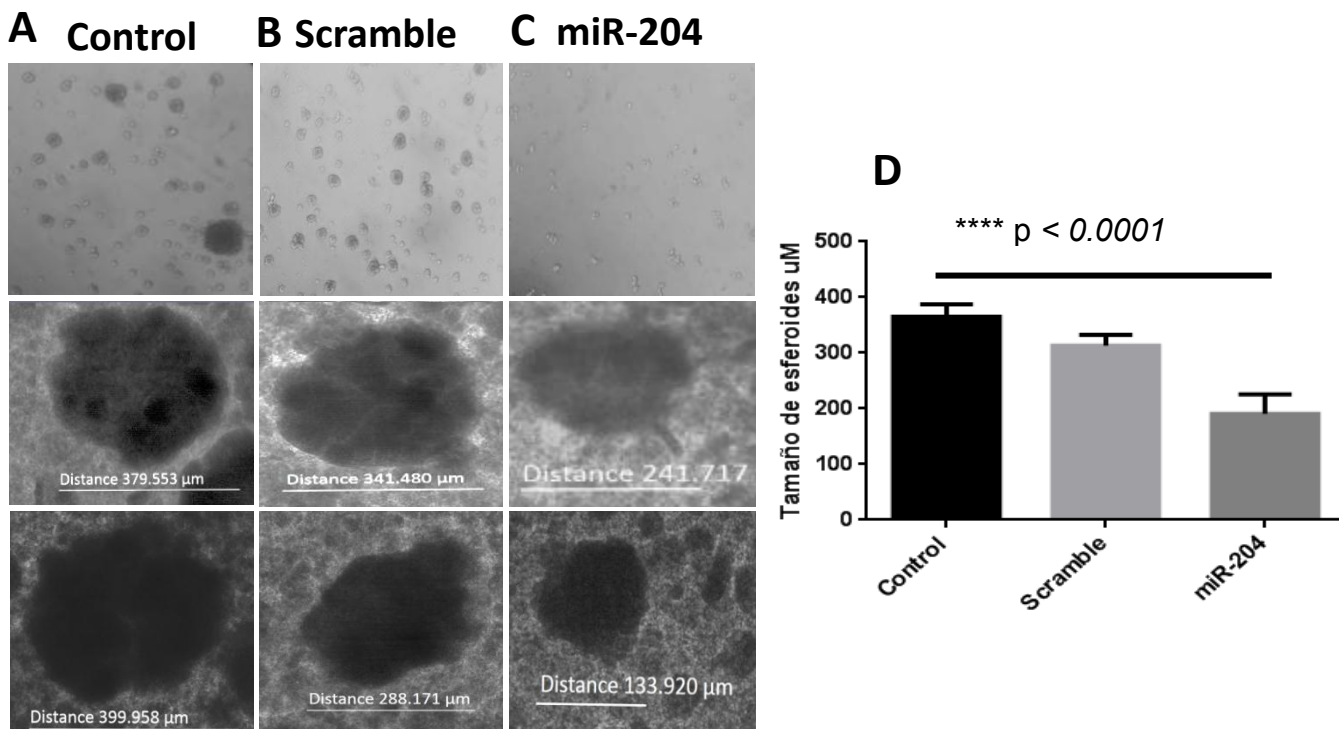 A Control
B Scramble
C miR-204
Distance 379.553 µm
Distance 341.480 µm
Distance 241.717
Distance 399.958 µm
Distance 288.171 µm
Distance 133.920 µm
D
**** p < 0.0001
Tamaño de esferoides uM
500
400
300
200
100
0
Control
Scramble
miR-204